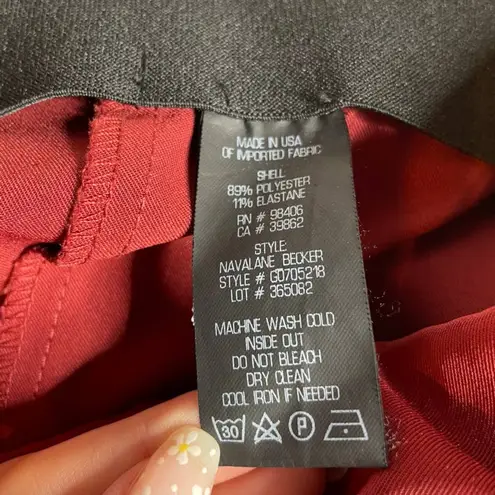 MADE IN USA
OF IMPORTED FABRIC
SHELL
89% POLYESTER
11% ELASTANE
RN # 98406
CA # 39862
STYLE:
NAVALANE BECKER
STYLE # G0705218
LOT # 365082
MACHINE WASH COLD
INSIDE OUT
DO NOT BLEACH
DRY CLEAN
COOL IRON IF NEEDED
30 P